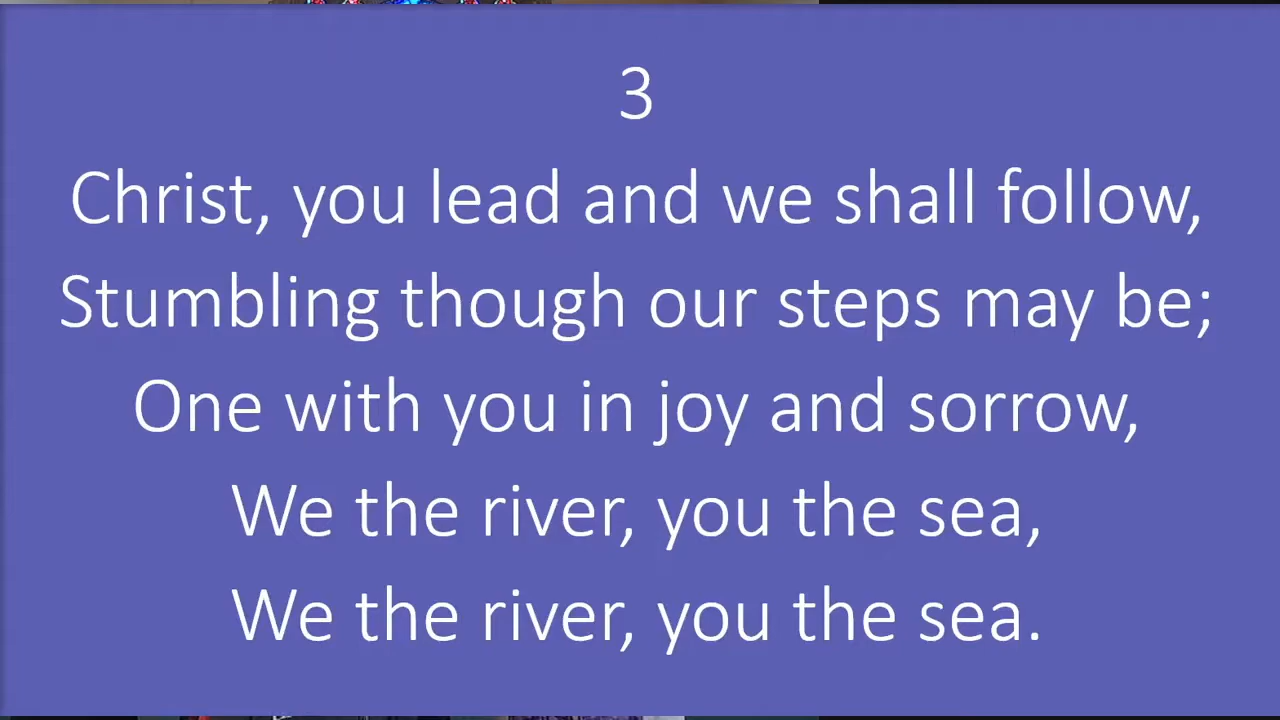 3
Christ, you lead and we shall follow,
Stumbling though our steps may be;
One with you in joy and sorrow,
We the river, you the sea,
We the river, you the sea.